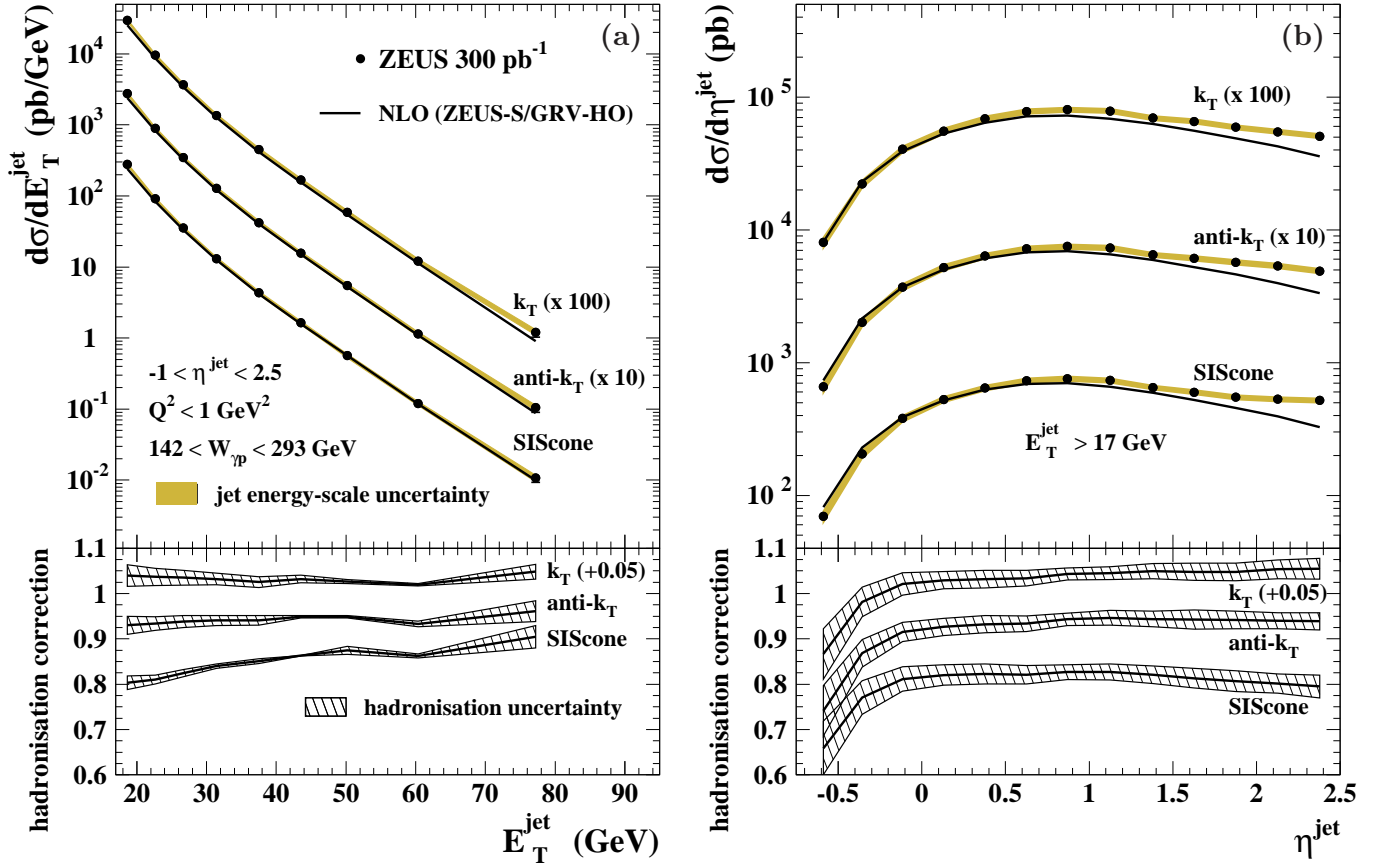 (a)
dσ/dE_T^jet (pb/GeV)
10^4
10^3
10^2
10
1
10^-1
10^-2
ZEUS 300 pb^-1
NLO (ZEUS-S/GRV-HO)
k_T (x 100)
anti-k_T (x 10)
SIScone
-1 < η^jet < 2.5
Q^2 < 1 GeV^2
142 < W_γp < 293 GeV
jet energy-scale uncertainty
hadronisation correction
1.1
1
0.9
0.8
0.7
0.6
k_T (+0.05)
anti-k_T
SIScone
hadronisation uncertainty
20 30 40 50 60 70 80 90
E_T^jet (GeV)
(b)
dσ/dη^jet (pb)
10^5
10^4
10^3
10^2
k_T (x 100)
anti-k_T (x 10)
SIScone
E_T^jet > 17 GeV
hadronisation correction
1.1
1
0.9
0.8
0.7
0.6
k_T (+0.05)
anti-k_T
SIScone
-0.5 0 0.5 1 1.5 2 2.5
η^jet